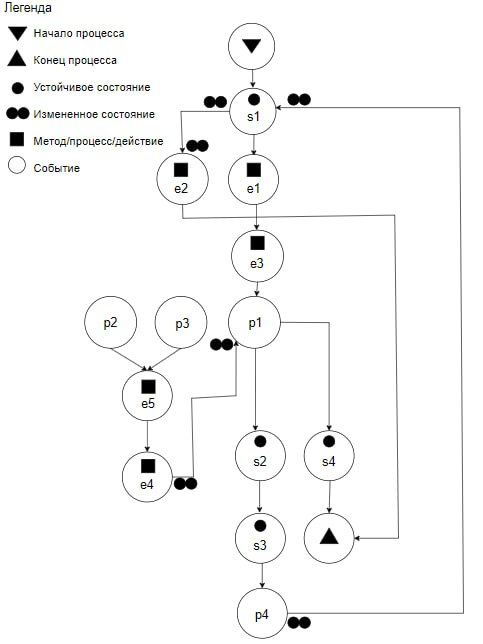 Легенда
Начало процесса
Конец процесса
Устойчивое состояние
Измененное состояние
Метод/процесс/действие
Событие
s1
e2
e1
e3
p2
p3
p1
e5
s2
s4
e4
s3
p4